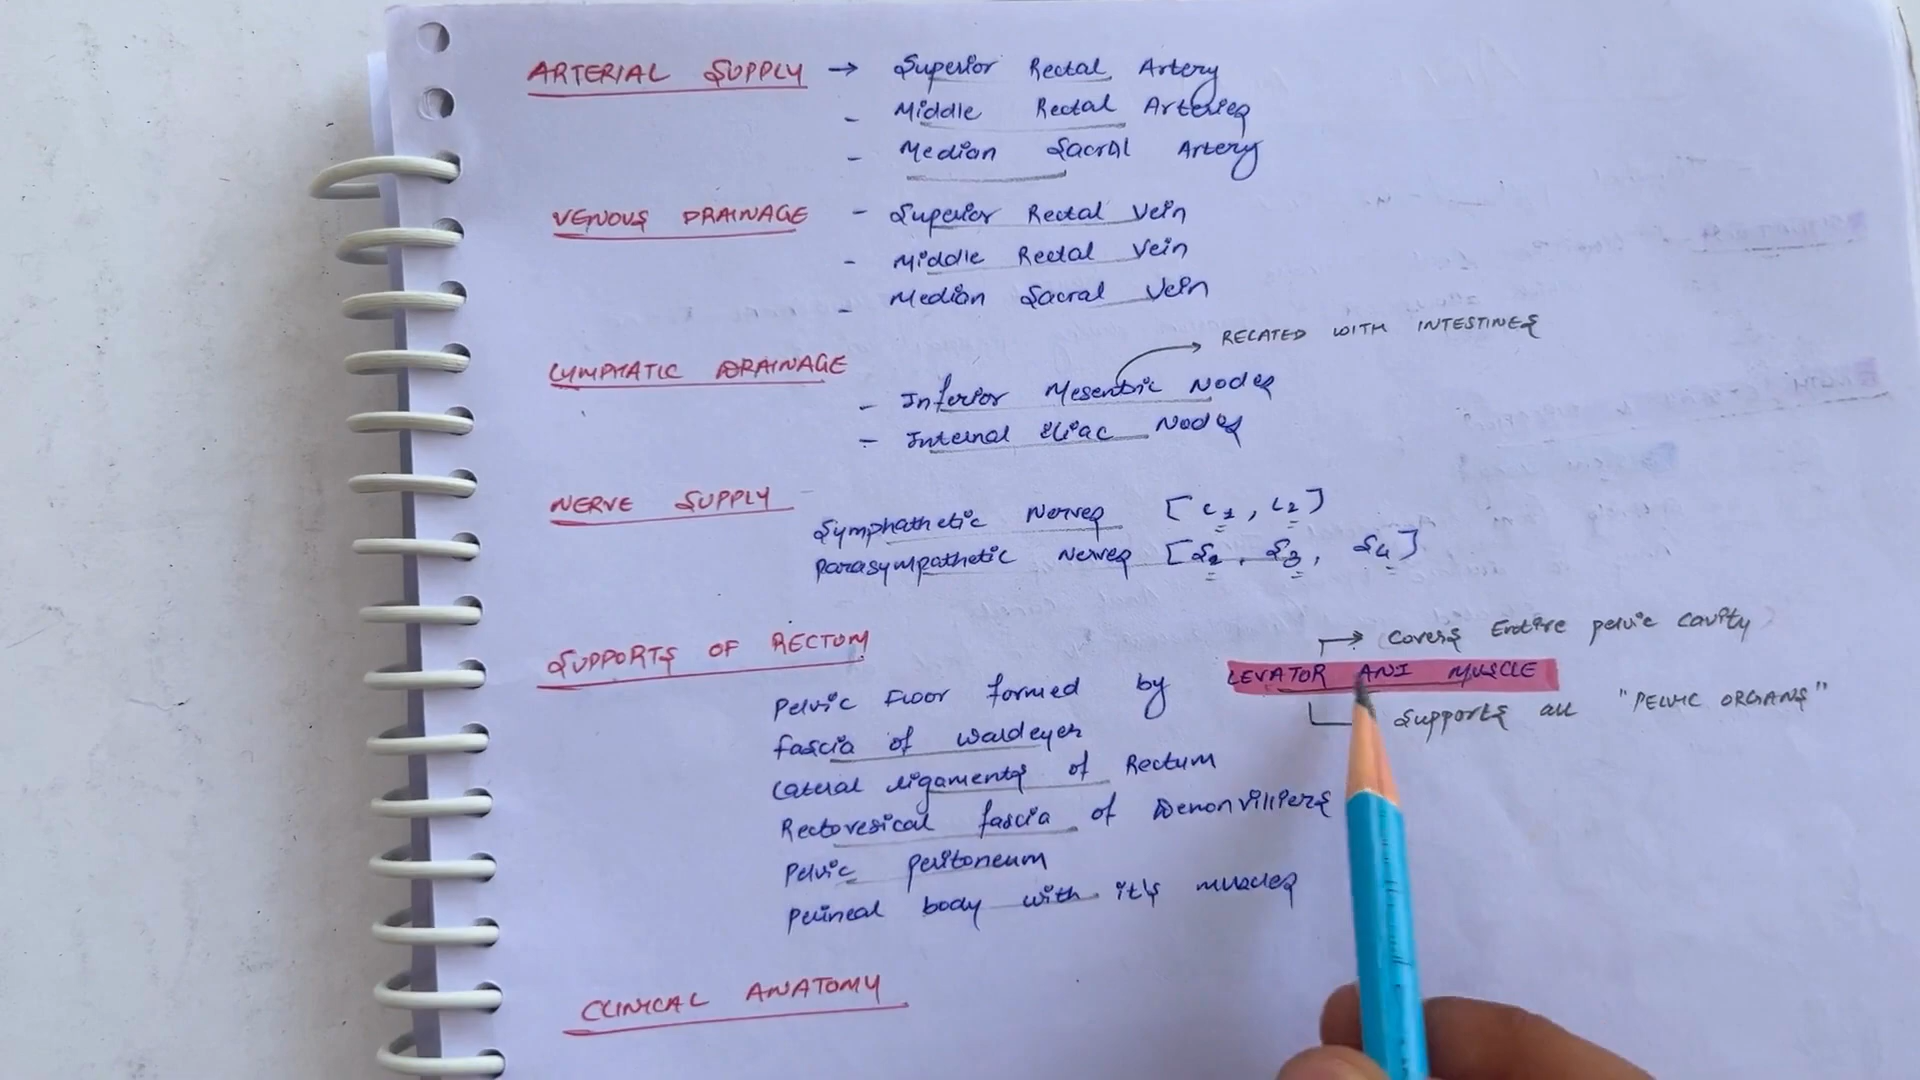 ARTERIAL SUPPLY → Superior Rectal Artery
- Middle Rectal Arteries
- Median Sacral Artery
VENOUS DRAINAGE - Superior Rectal Vein
- Middle Rectal Vein
- Median Sacral Vein
RELATED WITH INTESTINES
LYMPHATIC DRAINAGE
- Inferior Mesentric Nodes
- Internal iliac Nodes
NERVE SUPPLY
Symphathetic Nerves [L1, L2]
Parasympathetic Nerves [S2, S3, S4]
SUPPORTS OF RECTUM
→ Covers Entire pelvic cavity
Pelvic Floor formed by LEVATOR ANI MUSCLE
Supports all "PELVIC ORGANS"
fascia of waldeyer
Lateral ligaments of Rectum
Rectovesical fascia of Denonvilliers
Pelvic peritoneum
Perineal body with it's muscles
CLINICAL ANATOMY